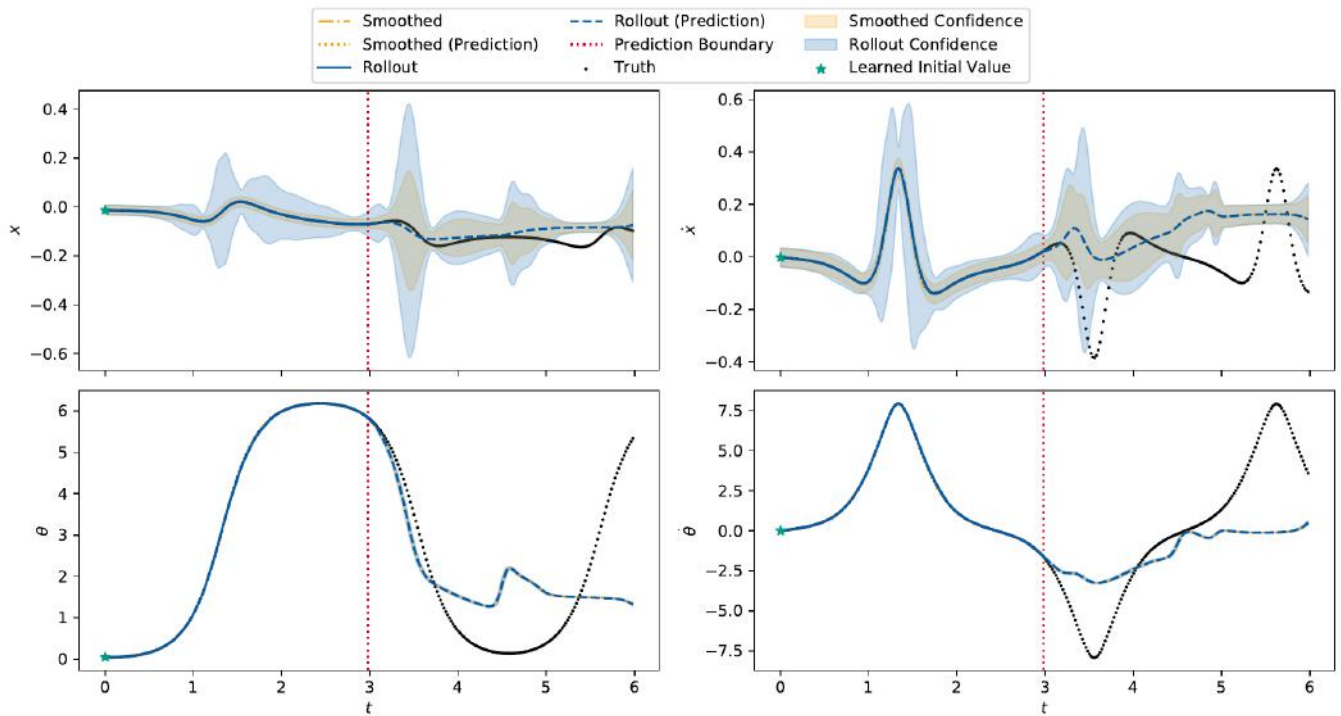 Smoothed
Smoothed (Prediction)
Rollout
Rollout (Prediction)
Prediction Boundary
Truth
Smoothed Confidence
Rollout Confidence
Learned Initial Value
0.4
0.2
0.0
−0.2
−0.4
−0.6
x
0.6
0.4
0.2
0.0
−0.2
−0.4
ẋ
6
5
4
3
2
1
0
θ
0 1 2 3 4 5 6
t
7.5
5.0
2.5
0.0
−2.5
−5.0
−7.5
θ̇
0 1 2 3 4 5 6
t